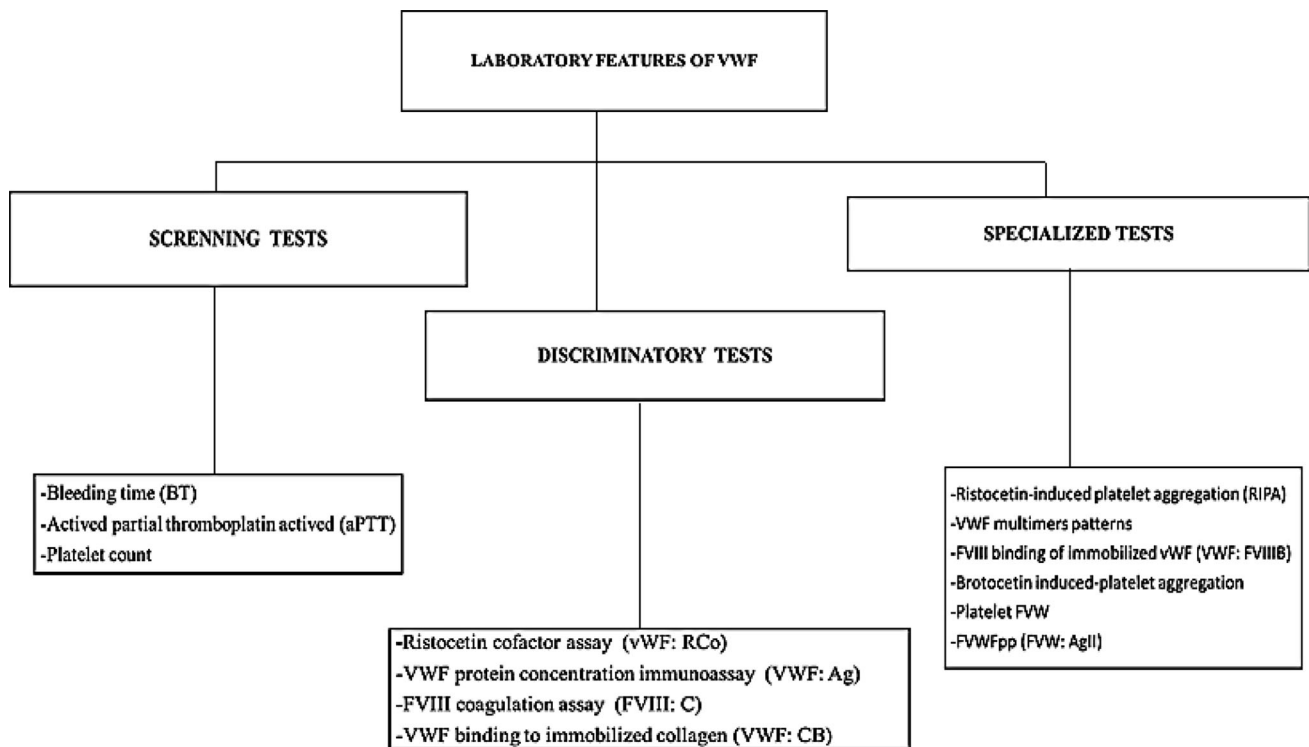 LABORATORY FEATURES OF VWF
SCRENNING TESTS
DISCRIMINATORY TESTS
SPECIALIZED TESTS
-Bleeding time (BT)
-Actived partial thromboplatin actived (aPTT)
-Platelet count
-Ristocetin cofactor assay (vWF: RCo)
-VWF protein concentration immunoassay (VWF: Ag)
-FVIII coagulation assay (FVIII: C)
-VWF binding to immobilized collagen (VWF: CB)
-Ristocetin-induced platelet aggregation (RIPA)
-VWF multimers patterns
-FVIII binding of immobilized vWF (VWF: FVIIIB)
-Brotocetin induced-platelet aggregation
-Platelet FVW
-FVWFpp (FVW: AgII)